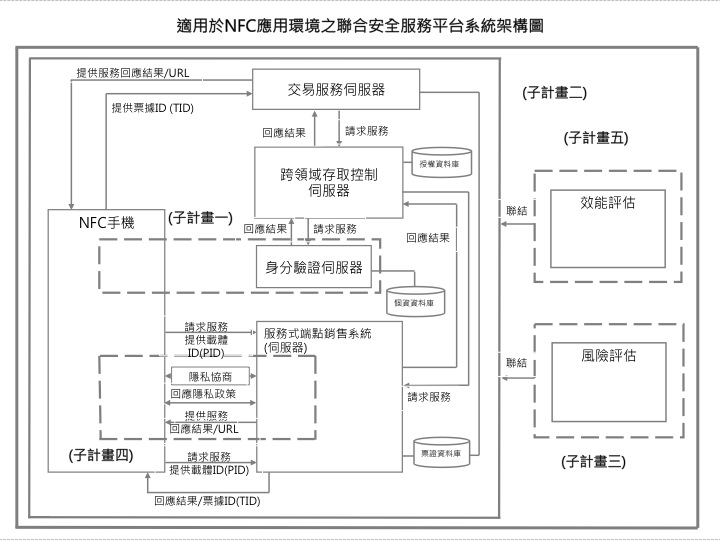 適用於NFC應用環境之聯合安全服務平台系統架構圖
提供服務回應結果/URL
交易服務伺服器
提供票據ID (TID)
(子計畫二)
回應結果
請求服務
(子計畫五)
跨領域存取控制
伺服器
授權資料庫
效能評估
聯結
NFC手機
(子計畫一)
回應結果
請求服務
回應結果
身分驗證伺服器
個資資料庫
請求服務
提供載體
ID(PID)
服務式端點銷售系統
(伺服器)
風險評估
聯結
隱私協商
回應隱私政策
請求服務
提供服務
回應結果/URL
(子計畫四)
請求服務
提供載體ID(PID)
票證資料庫
(子計畫三)
回應結果/票據ID(TID)